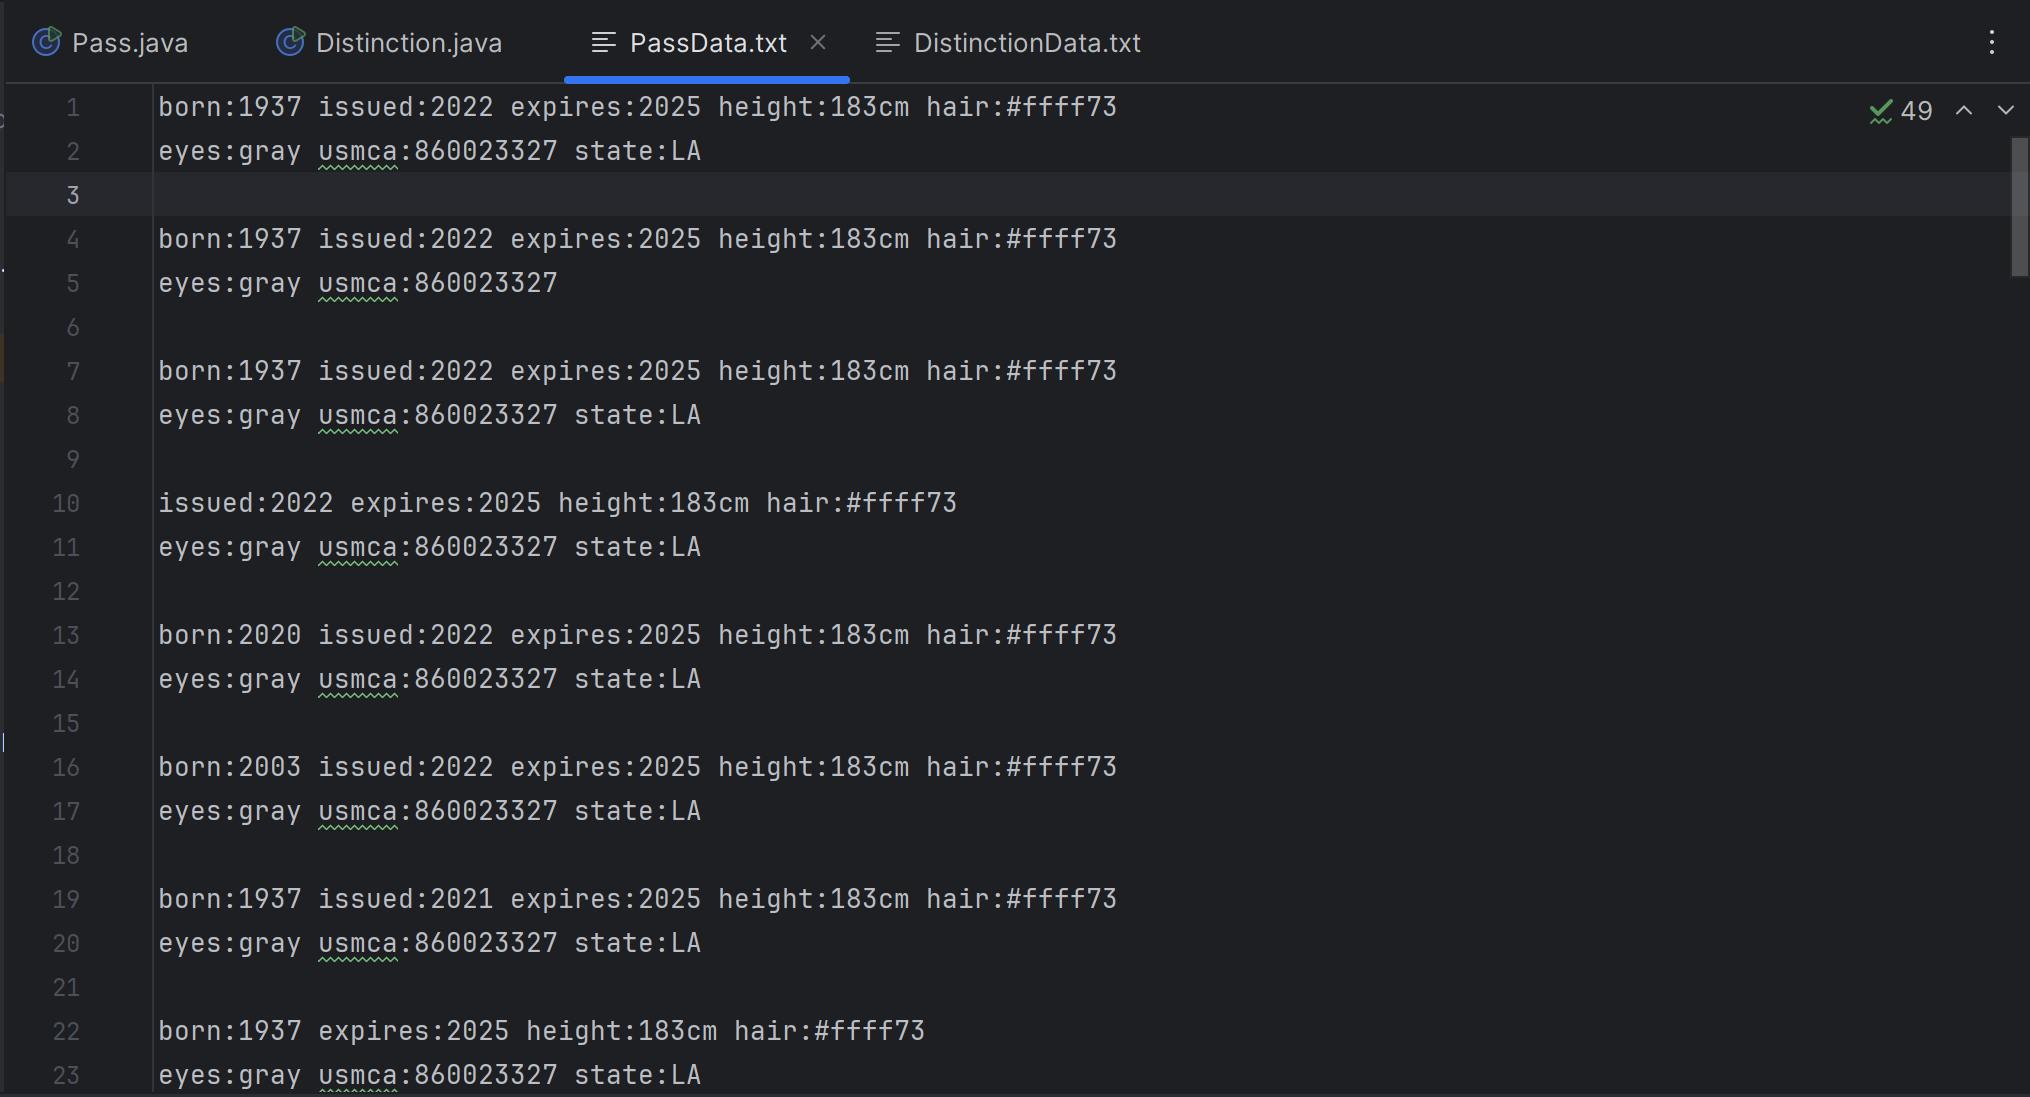 Pass.java Distinction.java PassData.txt DistinctionData.txt
49
1 born:1937 issued:2022 expires:2025 height:183cm hair:#ffff73
2 eyes:gray usmca:860023327 state:LA
3
4 born:1937 issued:2022 expires:2025 height:183cm hair:#ffff73
5 eyes:gray usmca:860023327
6
7 born:1937 issued:2022 expires:2025 height:183cm hair:#ffff73
8 eyes:gray usmca:860023327 state:LA
9
10 issued:2022 expires:2025 height:183cm hair:#ffff73
11 eyes:gray usmca:860023327 state:LA
12
13 born:2020 issued:2022 expires:2025 height:183cm hair:#ffff73
14 eyes:gray usmca:860023327 state:LA
15
16 born:2003 issued:2022 expires:2025 height:183cm hair:#ffff73
17 eyes:gray usmca:860023327 state:LA
18
19 born:1937 issued:2021 expires:2025 height:183cm hair:#ffff73
20 eyes:gray usmca:860023327 state:LA
21
22 born:1937 expires:2025 height:183cm hair:#ffff73
23 eyes:gray usmca:860023327 state:LA